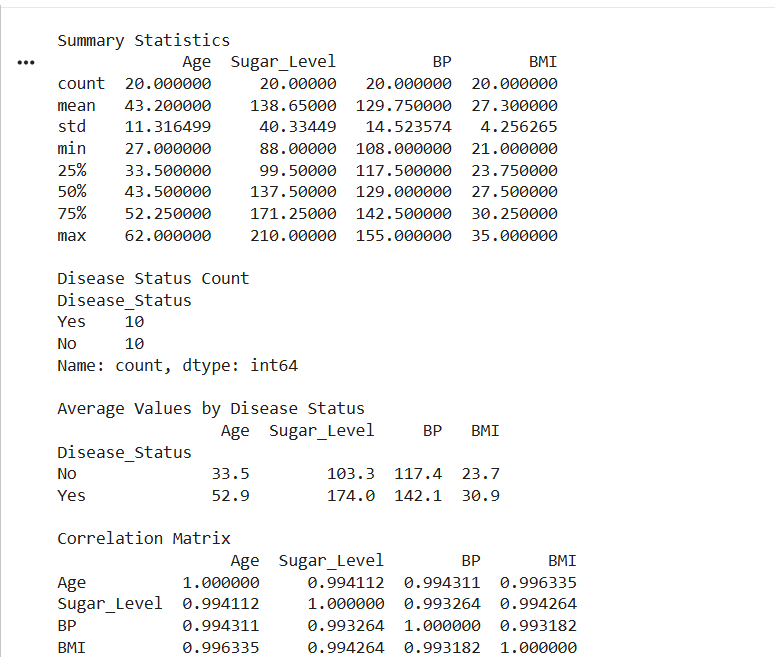 Summary Statistics
             Age  Sugar_Level          BP        BMI
count  20.000000     20.00000   20.000000  20.000000
mean   43.200000    138.65000  129.750000  27.300000
std    11.316499     40.33449   14.523574   4.256265
min    27.000000     88.00000  108.000000  21.000000
25%    33.500000     99.50000  117.500000  23.750000
50%    43.500000    137.50000  129.000000  27.500000
75%    52.250000    171.25000  142.500000  30.250000
max    62.000000    210.00000  155.000000  35.000000
Disease Status Count
Disease_Status
Yes    10
No     10
Name: count, dtype: int64
Average Values by Disease Status
                 Age  Sugar_Level     BP   BMI
Disease_Status
No              33.5        103.3  117.4  23.7
Yes             52.9        174.0  142.1  30.9
Correlation Matrix
                  Age  Sugar_Level        BP       BMI
Age          1.000000     0.994112  0.994311  0.996335
Sugar_Level  0.994112     1.000000  0.993264  0.994264
BP           0.994311     0.993264  1.000000  0.993182
BMI          0.996335     0.994264  0.993182  1.000000